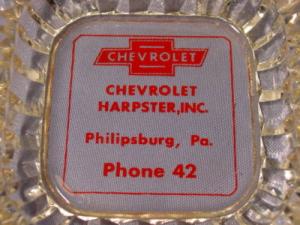 CHEVROLET
CHEVROLET
HARPSTER, INC.
Philipsburg, Pa.
Phone 42